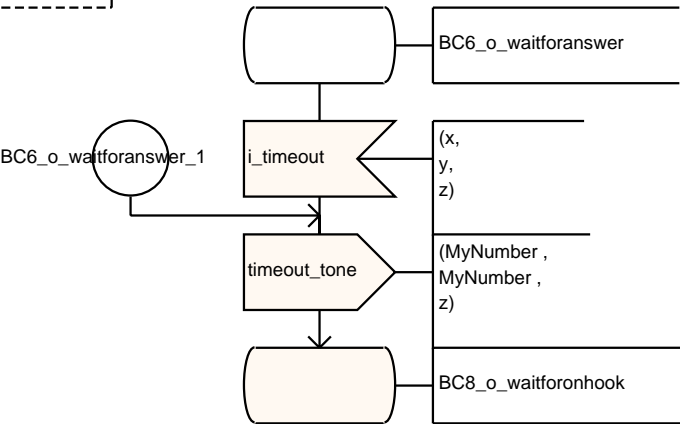 BC6_o_waitforanswer
BC6_o_waitforanswer_1
i_timeout
(x,
y,
z)
timeout_tone
(MyNumber ,
MyNumber ,
z)
BC8_o_waitforonhook